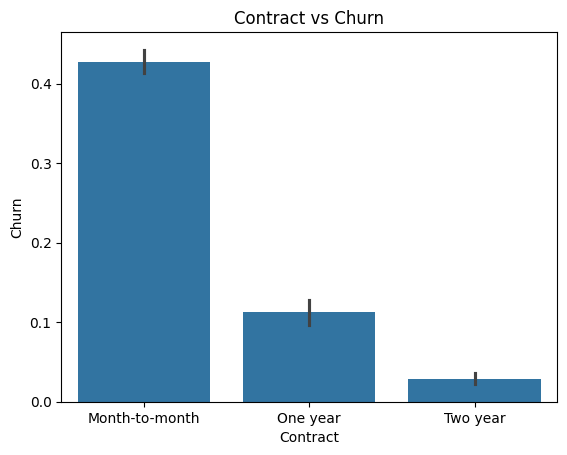 Contract vs Churn
0.4
0.3
0.2
0.1
0.0
Churn
Month-to-month
One year
Two year
Contract